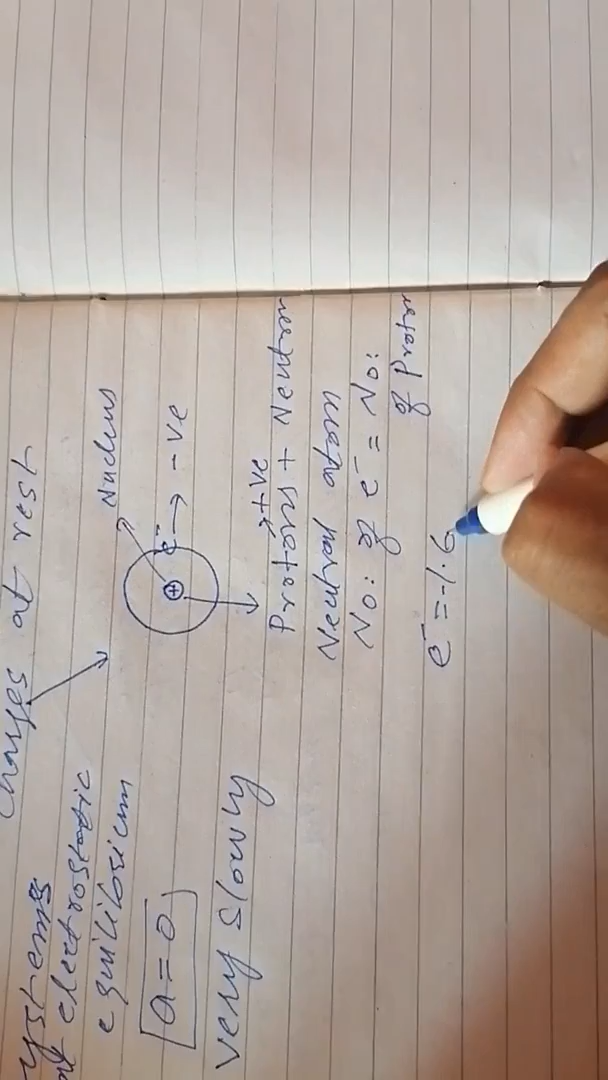 charges at rest
systems
at electrostatic
equilibrium
a = 0
very slowly
Nucleus
e⁻ → -ve
+
+ve
Protons + Neutron
Neutral atom
No: of e⁻ = No:
of Proton
e⁻ = -1.6